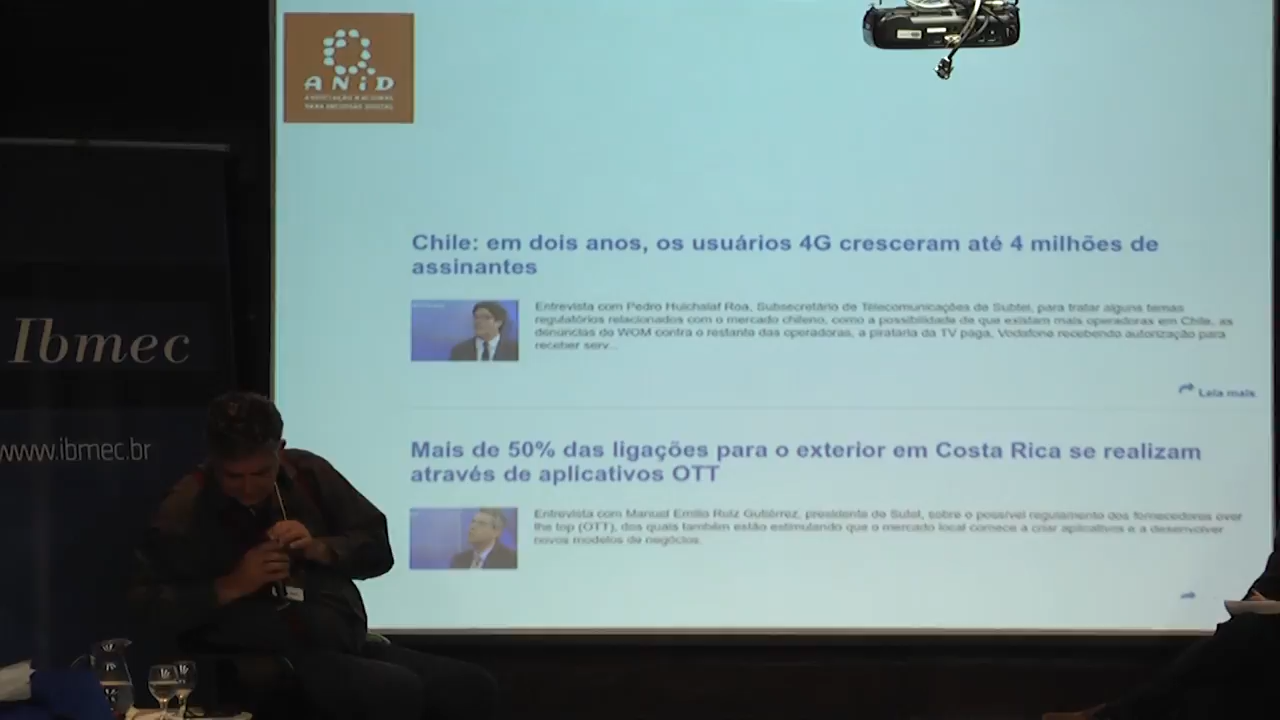 ANiD
ASSOCIAÇÃO NACIONAL
PARA INCLUSÃO DIGITAL
Chile: em dois anos, os usuários 4G cresceram até 4 milhões de
assinantes
Entrevista com Pedro Huichalaf Roa, Subsecretário de Telecomunicações de Subtel, para tratar alguns temas
regulatórios relacionados com o mercado chileno, como a possibilidade de que existam mais operadoras em Chile, as
denúncias de WOM contra o restante das operadoras, a pirataria da TV paga, Vodafone recebendo autorização para
receber serv...
Leia mais
Ibmec
www.ibmec.br
Mais de 50% das ligações para o exterior em Costa Rica se realizam
através de aplicativos OTT
Entrevista com Manuel Emilio Ruiz Gutiérrez, presidente de Sutel, sobre o possível regulamento dos fornecedores over
the top (OTT), dos quais também estão estimulando que o mercado local comece a criar aplicativos e a desenvolver
novos modelos de negócios.